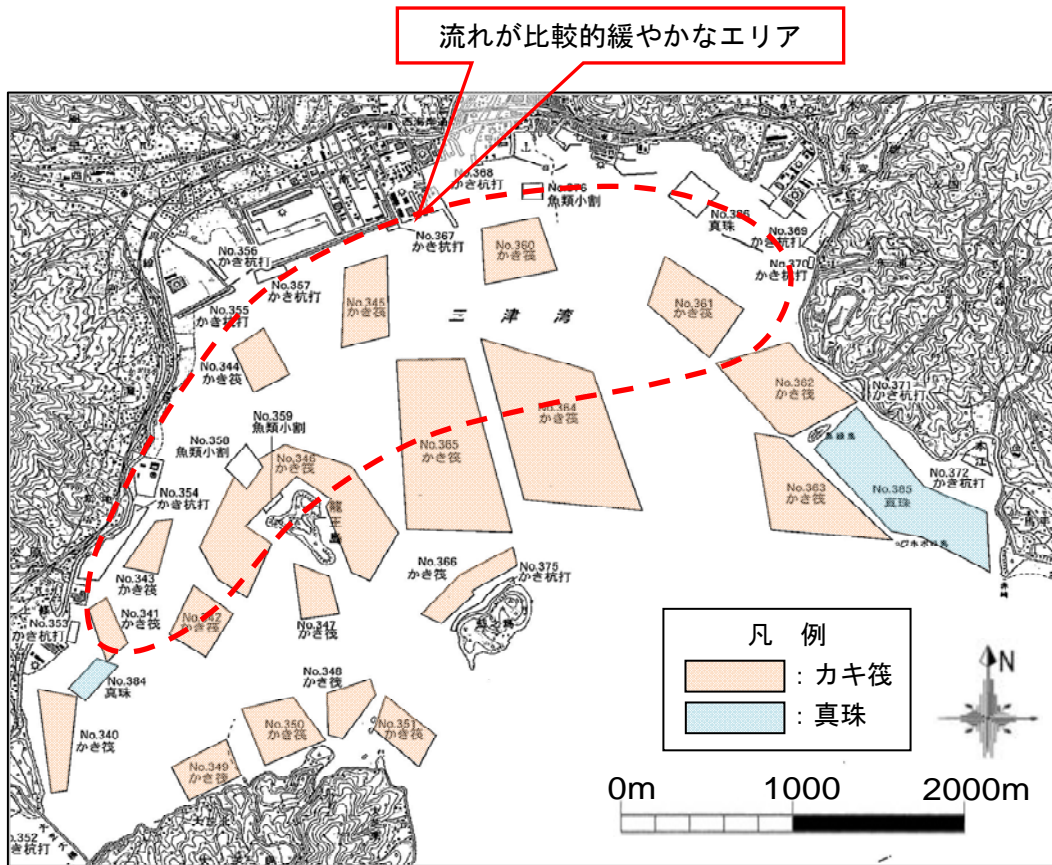 流れが比較的緩やかなエリア
No.368
かき杭打
No.376
魚類小割
No.367
かき杭打
No.360
かき筏
No.386
真珠
No.369
かき杭打
No.370
かき杭打
No.356
かき杭打
No.357
かき杭打
No.355
かき杭打
No.345
かき筏
三津湾
No.361
かき筏
No.344
かき筏
No.362
かき筏
No.371
かき杭打
No.359
魚類小割
No.358
魚類小割
No.346
かき筏
No.365
かき筏
No.364
かき筏
龍王島
No.354
かき杭打
No.363
かき筏
No.385
真珠
No.372
かき杭打
No.343
かき筏
No.366
かき筏
No.375
かき杭打
No.341
かき筏
No.342
かき筏
No.347
かき筏
No.353
かき杭打
No.384
真珠
No.348
かき筏
No.340
かき筏
No.350
かき筏
No.351
かき筏
No.349
かき筏
No.352
かき杭打
凡 例
：カキ筏
：真珠
N
0m 1000 2000m